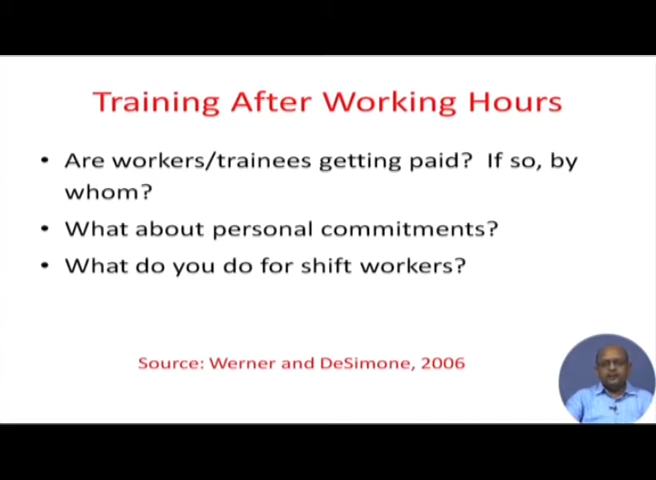 Training After Working Hours
• Are workers/trainees getting paid? If so, by
whom?
• What about personal commitments?
• What do you do for shift workers?
Source: Werner and DeSimone, 2006